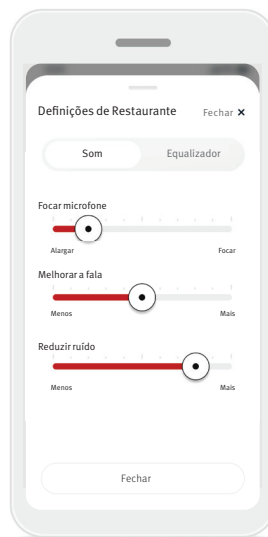 Definições de Restaurante Fechar ×
Som Equalizador
Focar microfone
Alargar Focar
Melhorar a fala
Menos Mais
Reduzir ruído
Menos Mais
Fechar